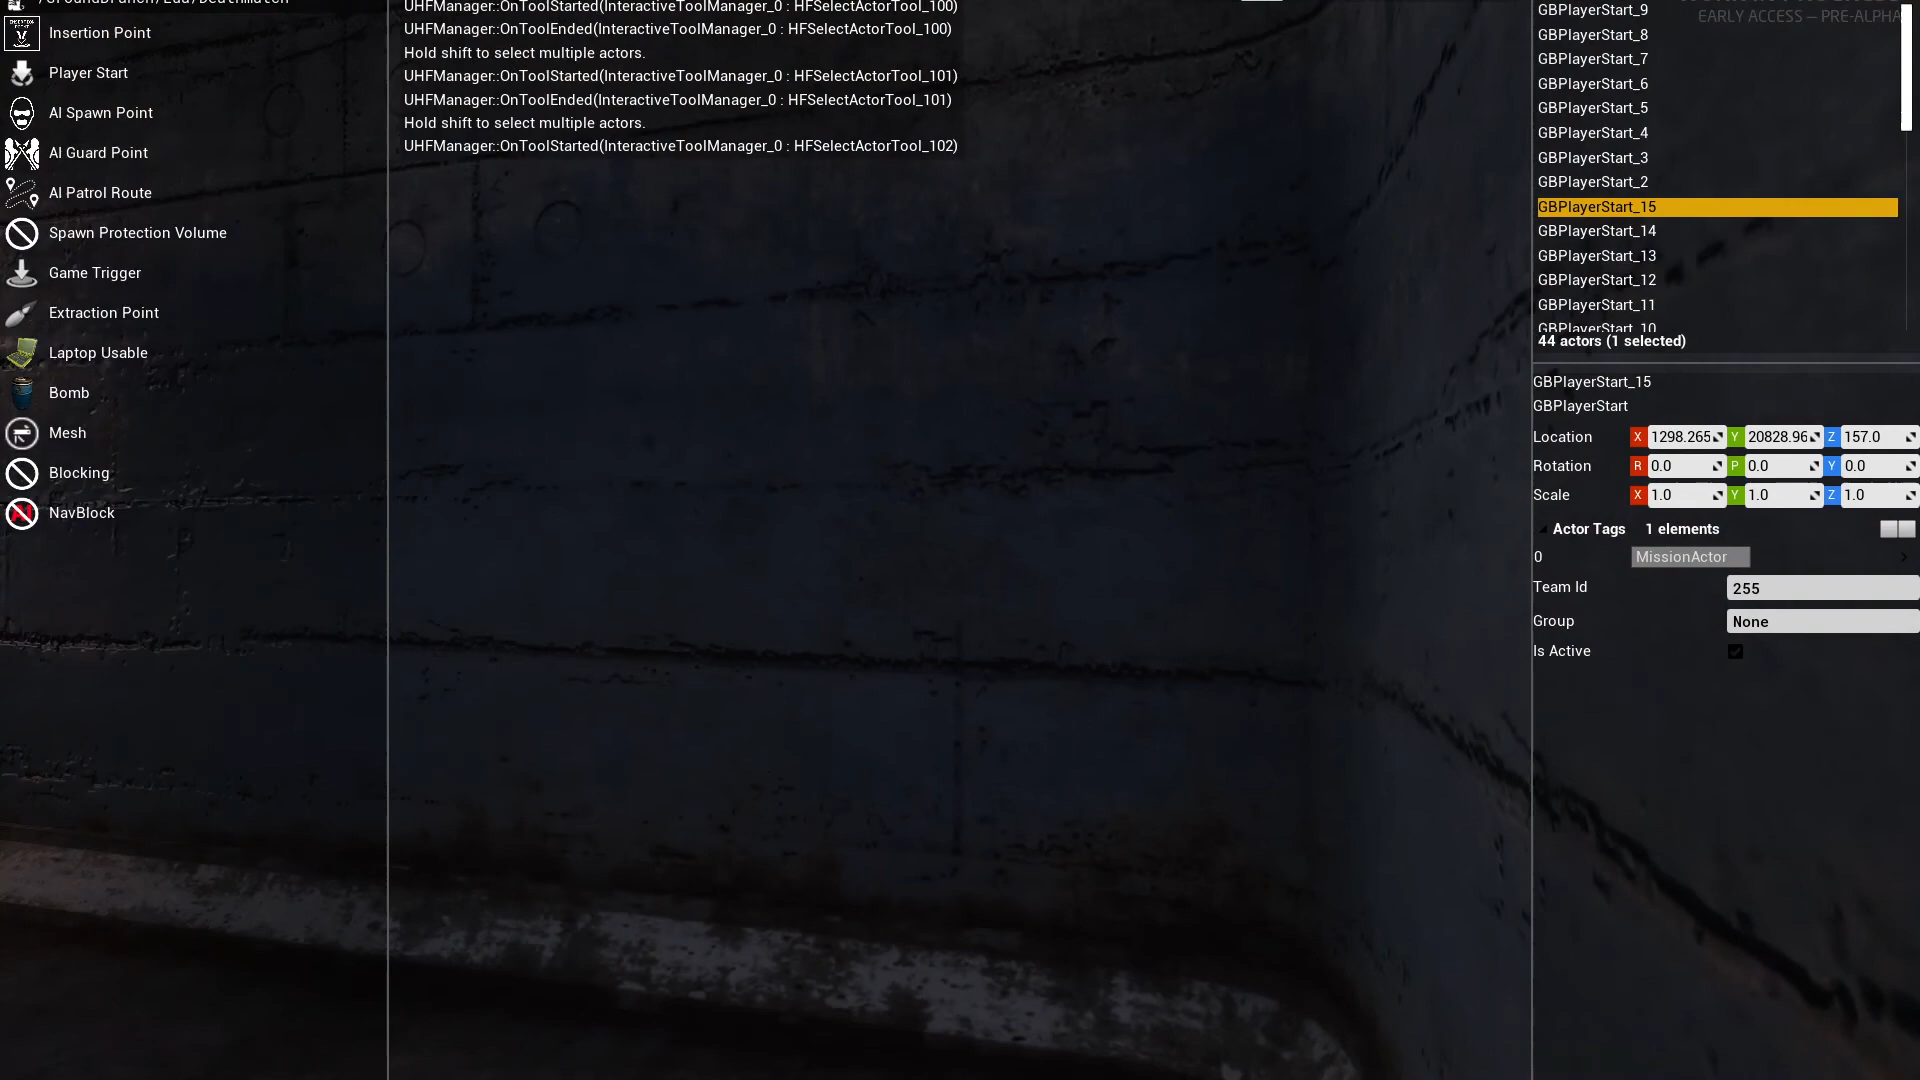 Insertion Point
Player Start
AI Spawn Point
AI Guard Point
AI Patrol Route
Spawn Protection Volume
Game Trigger
Extraction Point
Laptop Usable
Bomb
Mesh
Blocking
NavBlock
UHFManager::OnToolStarted(InteractiveToolManager_0 : HFSelectActorTool_100)
UHFManager::OnToolEnded(InteractiveToolManager_0 : HFSelectActorTool_100)
Hold shift to select multiple actors.
UHFManager::OnToolStarted(InteractiveToolManager_0 : HFSelectActorTool_101)
UHFManager::OnToolEnded(InteractiveToolManager_0 : HFSelectActorTool_101)
Hold shift to select multiple actors.
UHFManager::OnToolStarted(InteractiveToolManager_0 : HFSelectActorTool_102)
EARLY ACCESS – PRE-ALPHA
GBPlayerStart_9
GBPlayerStart_8
GBPlayerStart_7
GBPlayerStart_6
GBPlayerStart_5
GBPlayerStart_4
GBPlayerStart_3
GBPlayerStart_2
GBPlayerStart_15
GBPlayerStart_14
GBPlayerStart_13
GBPlayerStart_12
GBPlayerStart_11
GBPlayerStart_10
44 actors (1 selected)
GBPlayerStart_15
GBPlayerStart
Location X 1298.265 Y 20828.96 Z 157.0
Rotation R 0.0 P 0.0 Y 0.0
Scale X 1.0 Y 1.0 Z 1.0
Actor Tags 1 elements
0 MissionActor
Team Id 255
Group None
Is Active